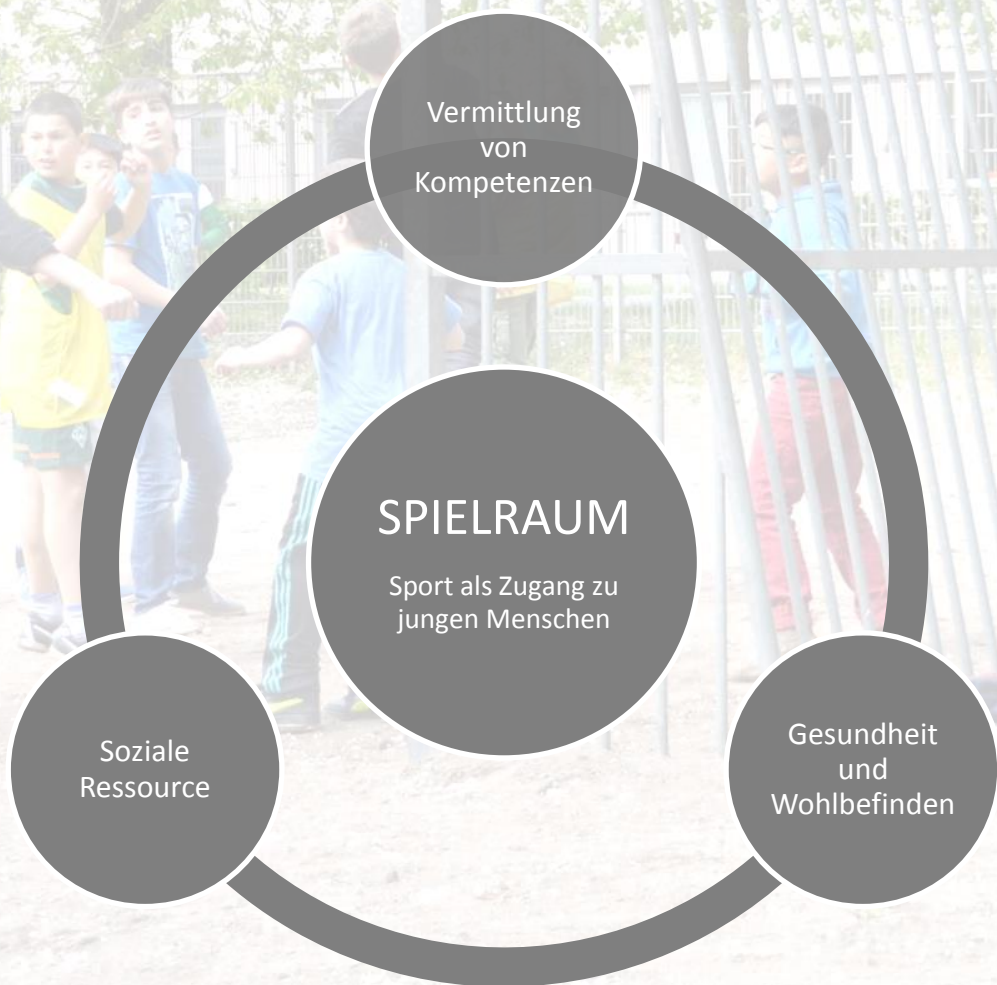 Vermittlung
von
Kompetenzen
SPIELRAUM
Sport als Zugang zu
jungen Menschen
Soziale
Ressource
Gesundheit
und
Wohlbefinden